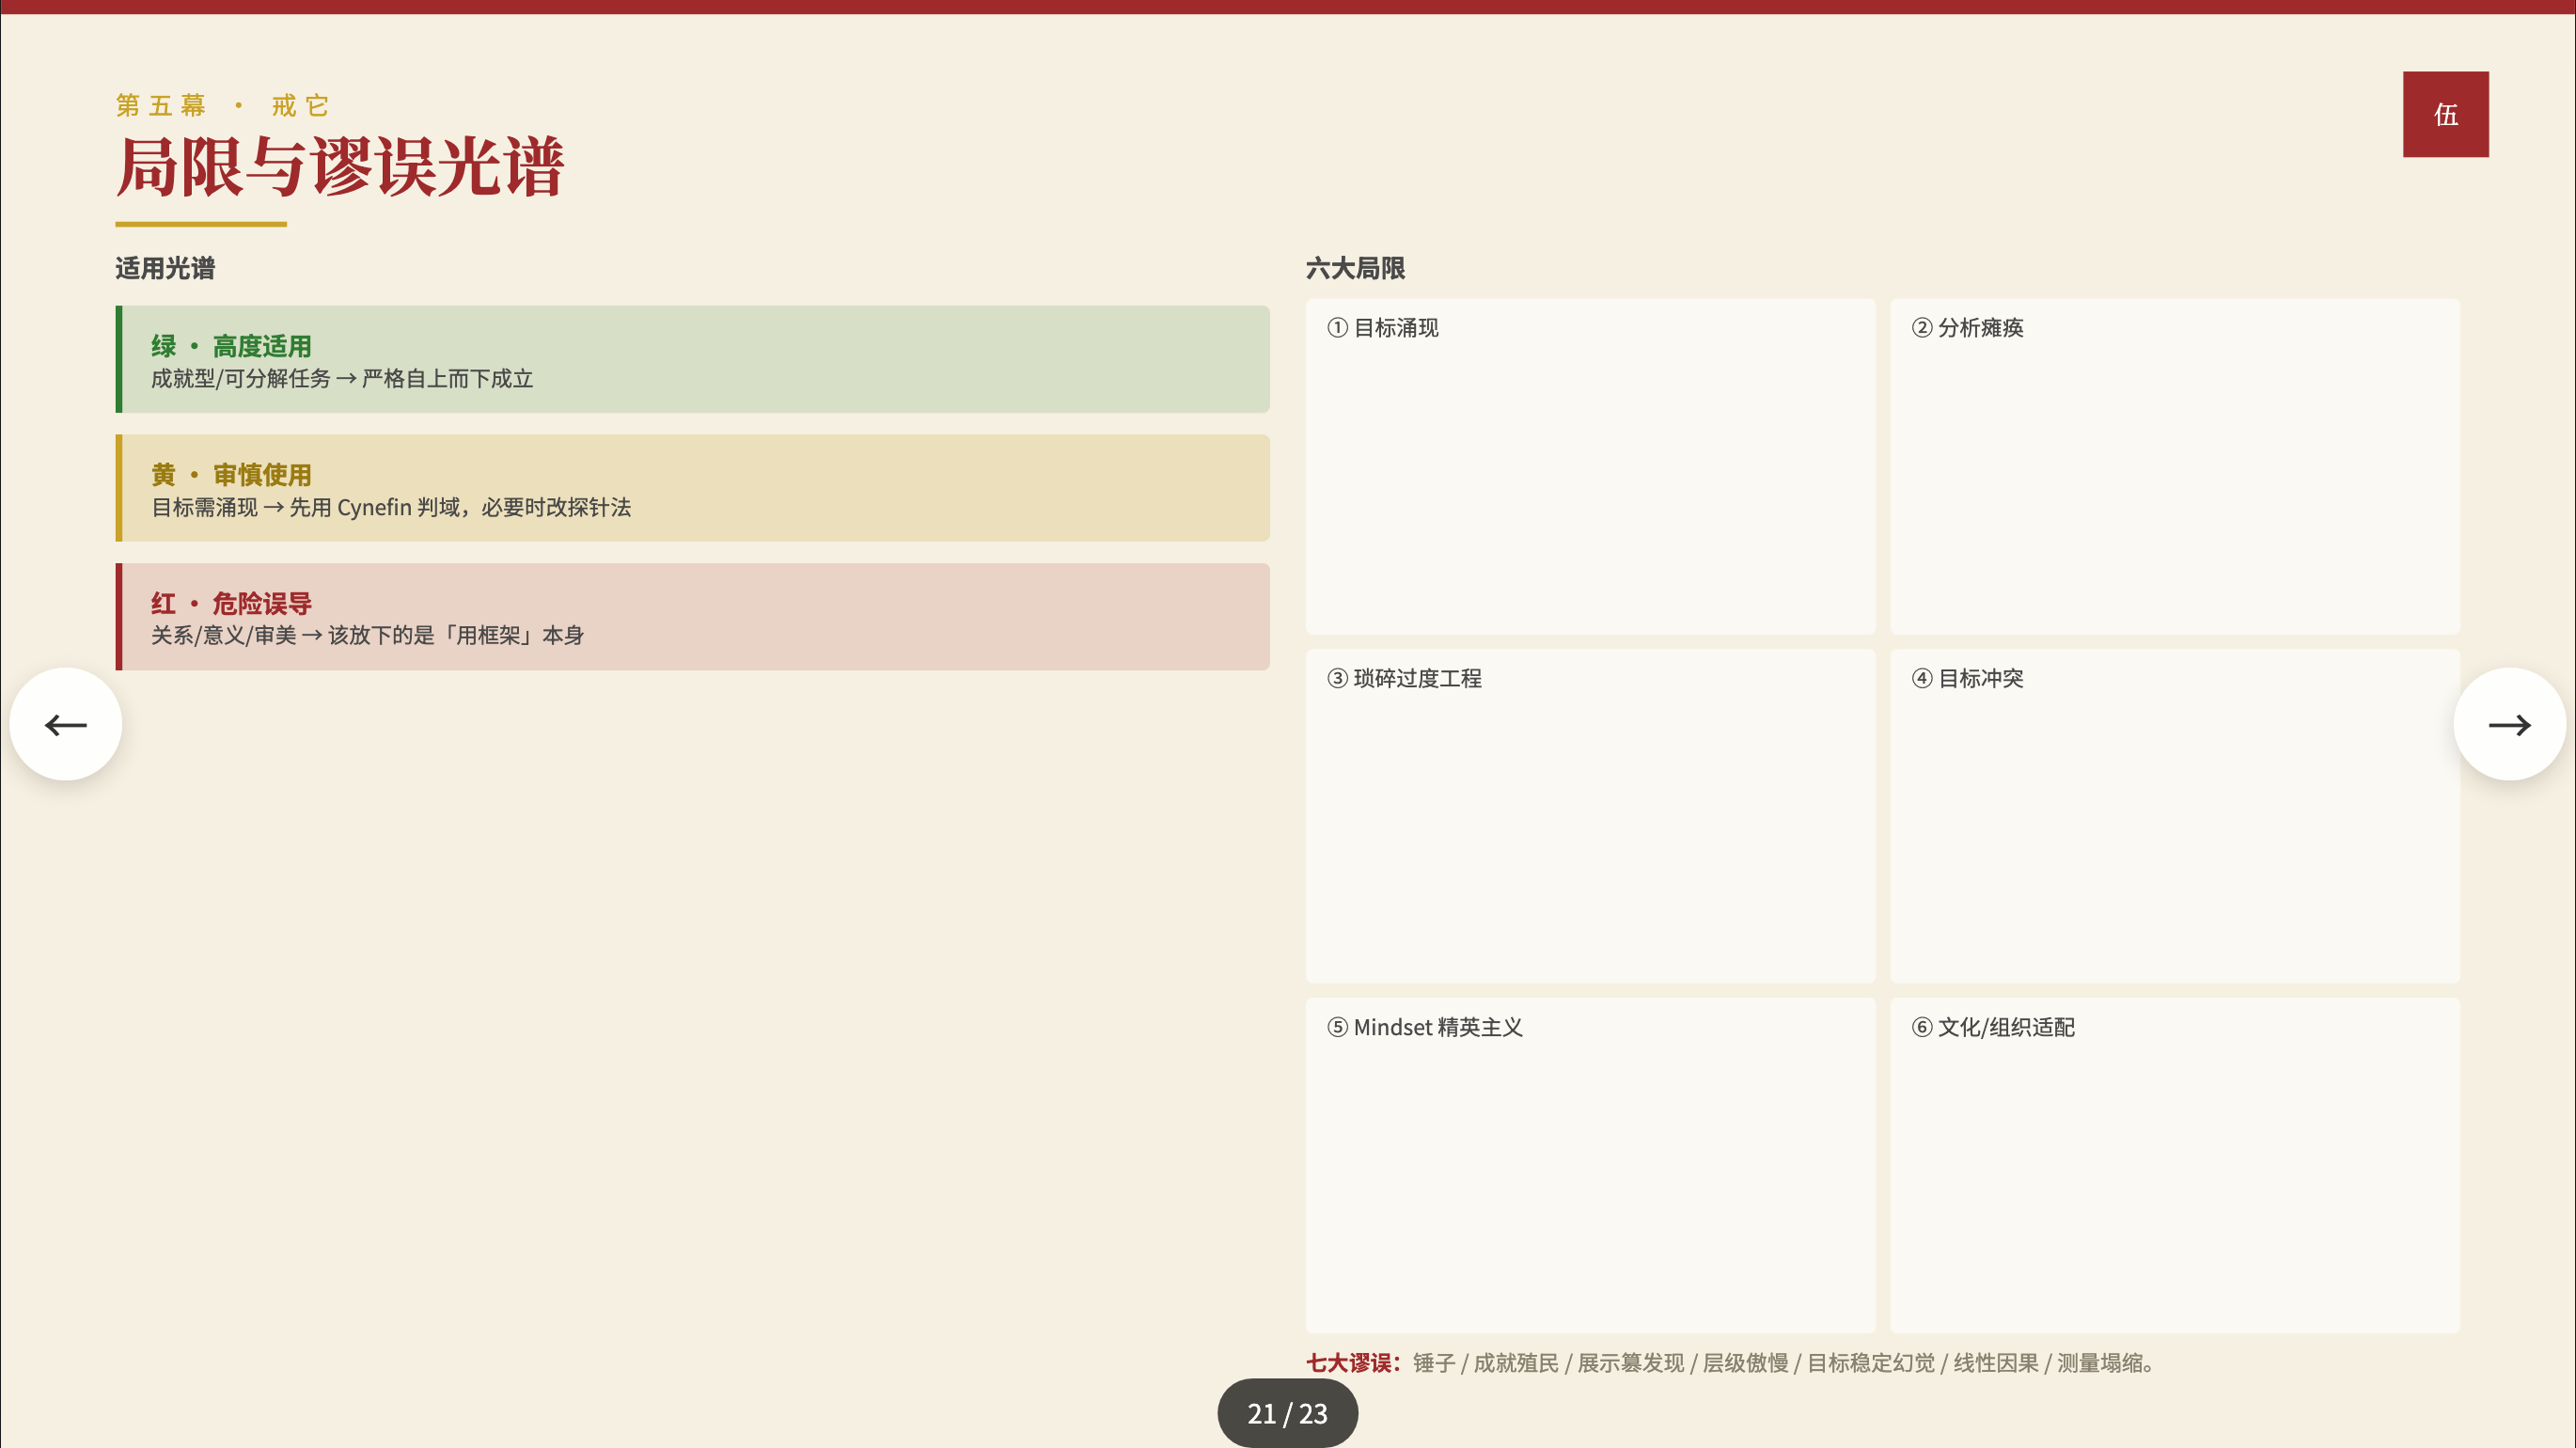 第五幕 · 戒它
局限与谬误光谱
伍
适用光谱
绿 · 高度适用
成就型/可分解任务 → 严格自上而下成立
黄 · 审慎使用
目标需涌现 → 先用 Cynefin 判域，必要时改探针法
红 · 危险误导
关系/意义/审美 → 该放下的是「用框架」本身
六大局限
① 目标涌现
② 分析瘫痪
③ 琐碎过度工程
④ 目标冲突
⑤ Mindset 精英主义
⑥ 文化/组织适配
七大谬误：锤子 / 成就殖民 / 展示篡发现 / 层级傲慢 / 目标稳定幻觉 / 线性因果 / 测量塌缩。
←
→
21 / 23